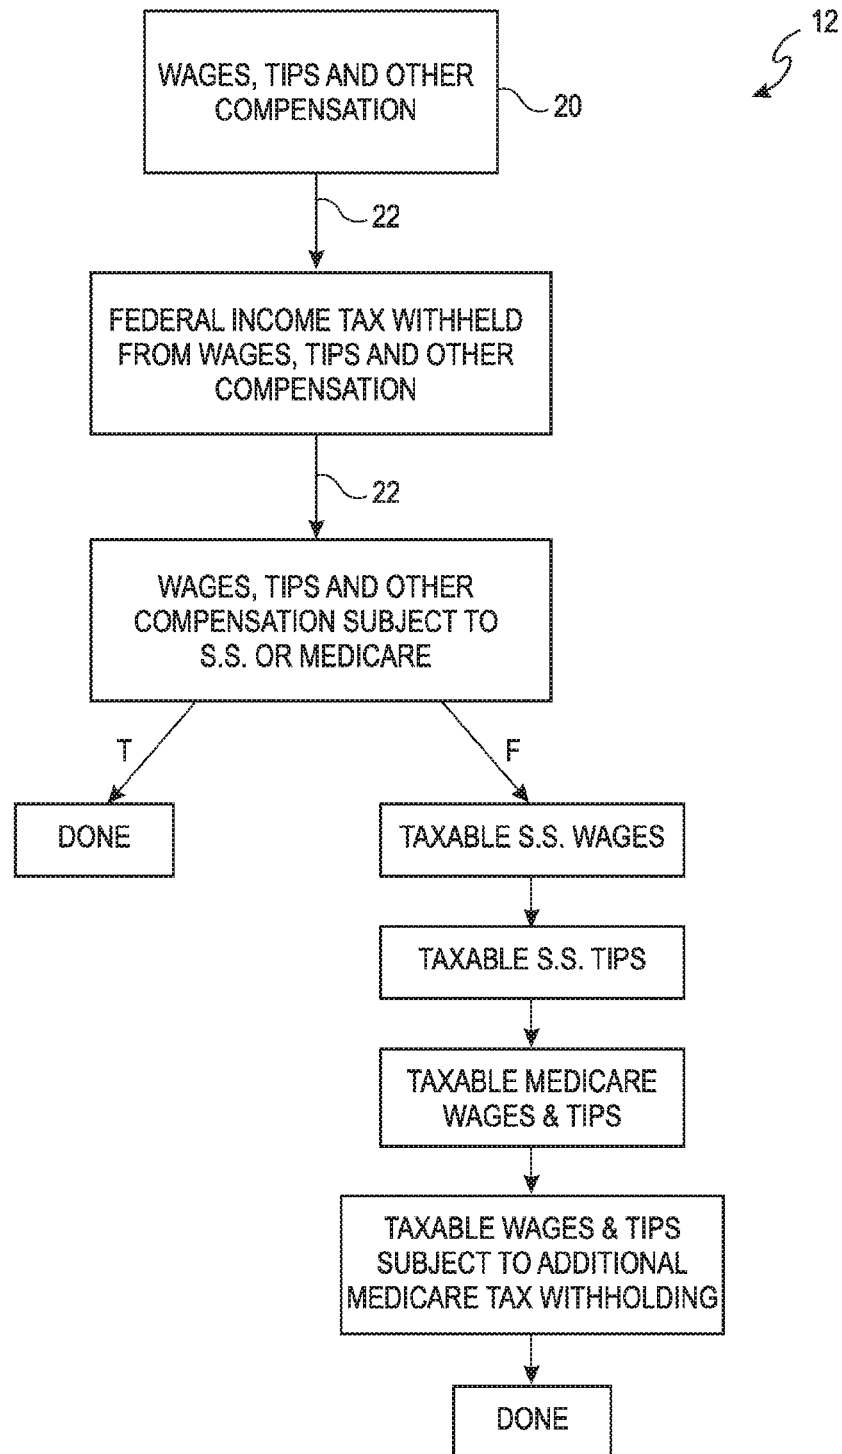 12
WAGES, TIPS AND OTHER
COMPENSATION
20
22
FEDERAL INCOME TAX WITHHELD
FROM WAGES, TIPS AND OTHER
COMPENSATION
22
WAGES, TIPS AND OTHER
COMPENSATION SUBJECT TO
S.S. OR MEDICARE
T
F
DONE
TAXABLE S.S. WAGES
TAXABLE S.S. TIPS
TAXABLE MEDICARE
WAGES & TIPS
TAXABLE WAGES & TIPS
SUBJECT TO ADDITIONAL
MEDICARE TAX WITHHOLDING
DONE